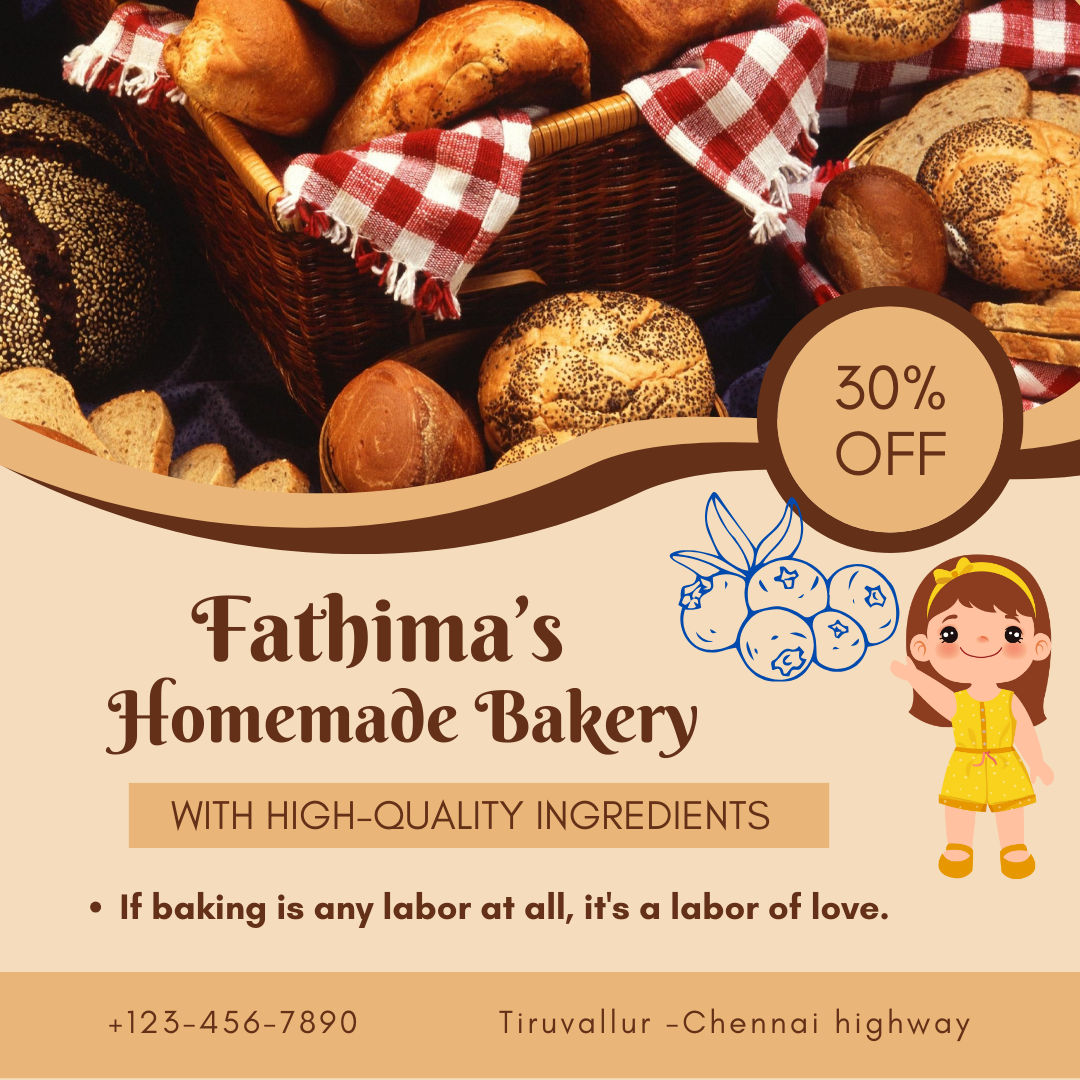 30%
OFF
Fathima's
Homemade Bakery
WITH HIGH-QUALITY INGREDIENTS
• If baking is any labor at all, it's a labor of love.
+123-456-7890
Tiruvallur -Chennai highway